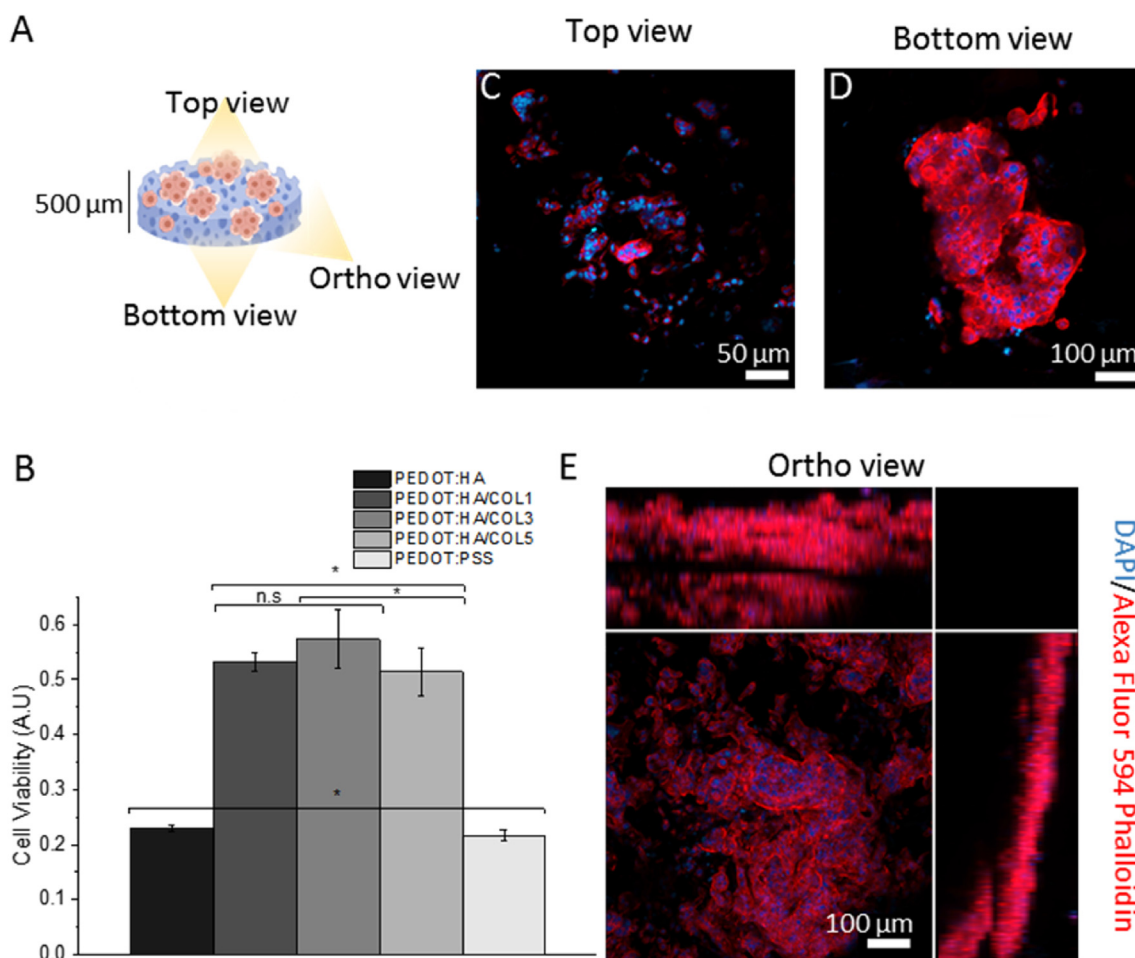 A
Top view
500 µm
Ortho view
Bottom view
Top view
C
50 µm
Bottom view
D
100 µm
B
PEDOT:HA
PEDOT:HA/COL1
PEDOT:HA/COL3
PEDOT:HA/COL5
PEDOT:PSS
*
n.s
*
*
Cell Viability (A.U)
0.6
0.5
0.4
0.3
0.2
0.1
0.0
E
Ortho view
100 µm
DAPI/Alexa Fluor 594 Phalloidin